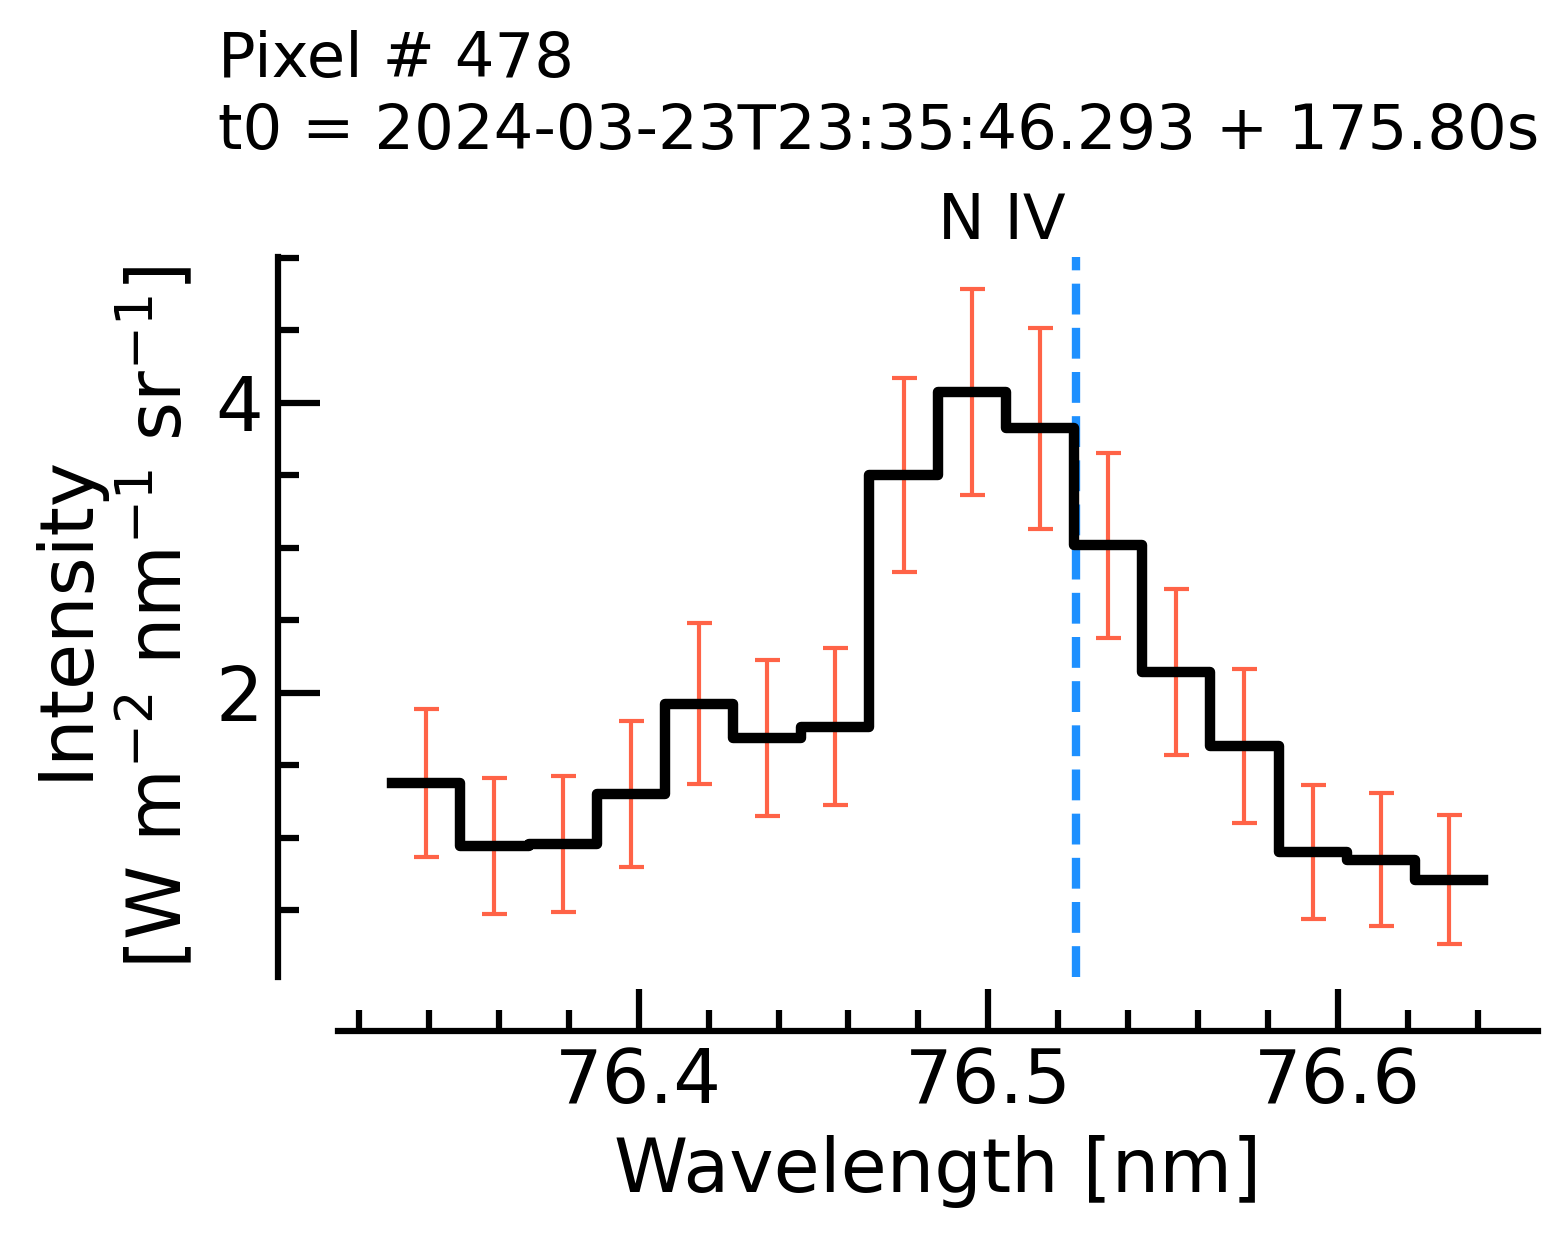 Pixel # 478
t0 = 2024-03-23T23:35:46.293 + 175.80s
N IV
Intensity
[W m⁻² nm⁻¹ sr⁻¹]
4
2
76.4 76.5 76.6
Wavelength [nm]